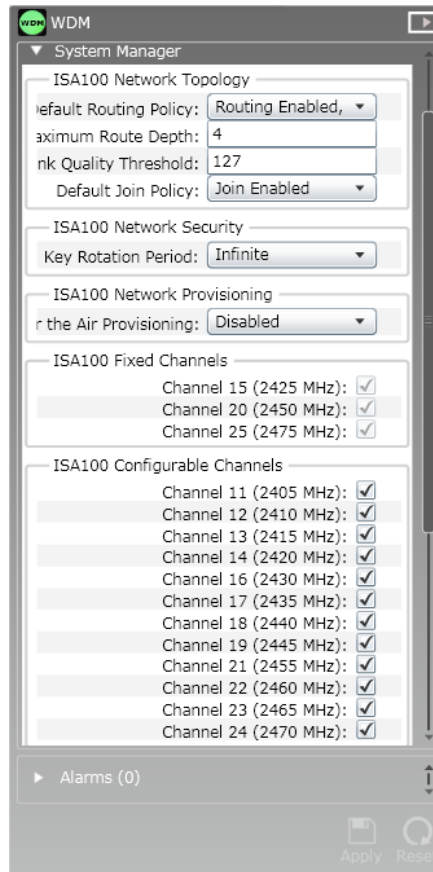 WDM WDM
System Manager
ISA100 Network Topology
Default Routing Policy: Routing Enabled,
aximum Route Depth: 4
nk Quality Threshold: 127
Default Join Policy: Join Enabled
ISA100 Network Security
Key Rotation Period: Infinite
ISA100 Network Provisioning
r the Air Provisioning: Disabled
ISA100 Fixed Channels
Channel 15 (2425 MHz):
Channel 20 (2450 MHz):
Channel 25 (2475 MHz):
ISA100 Configurable Channels
Channel 11 (2405 MHz):
Channel 12 (2410 MHz):
Channel 13 (2415 MHz):
Channel 14 (2420 MHz):
Channel 16 (2430 MHz):
Channel 17 (2435 MHz):
Channel 18 (2440 MHz):
Channel 19 (2445 MHz):
Channel 21 (2455 MHz):
Channel 22 (2460 MHz):
Channel 23 (2465 MHz):
Channel 24 (2470 MHz):
Alarms (0)
Apply Rese